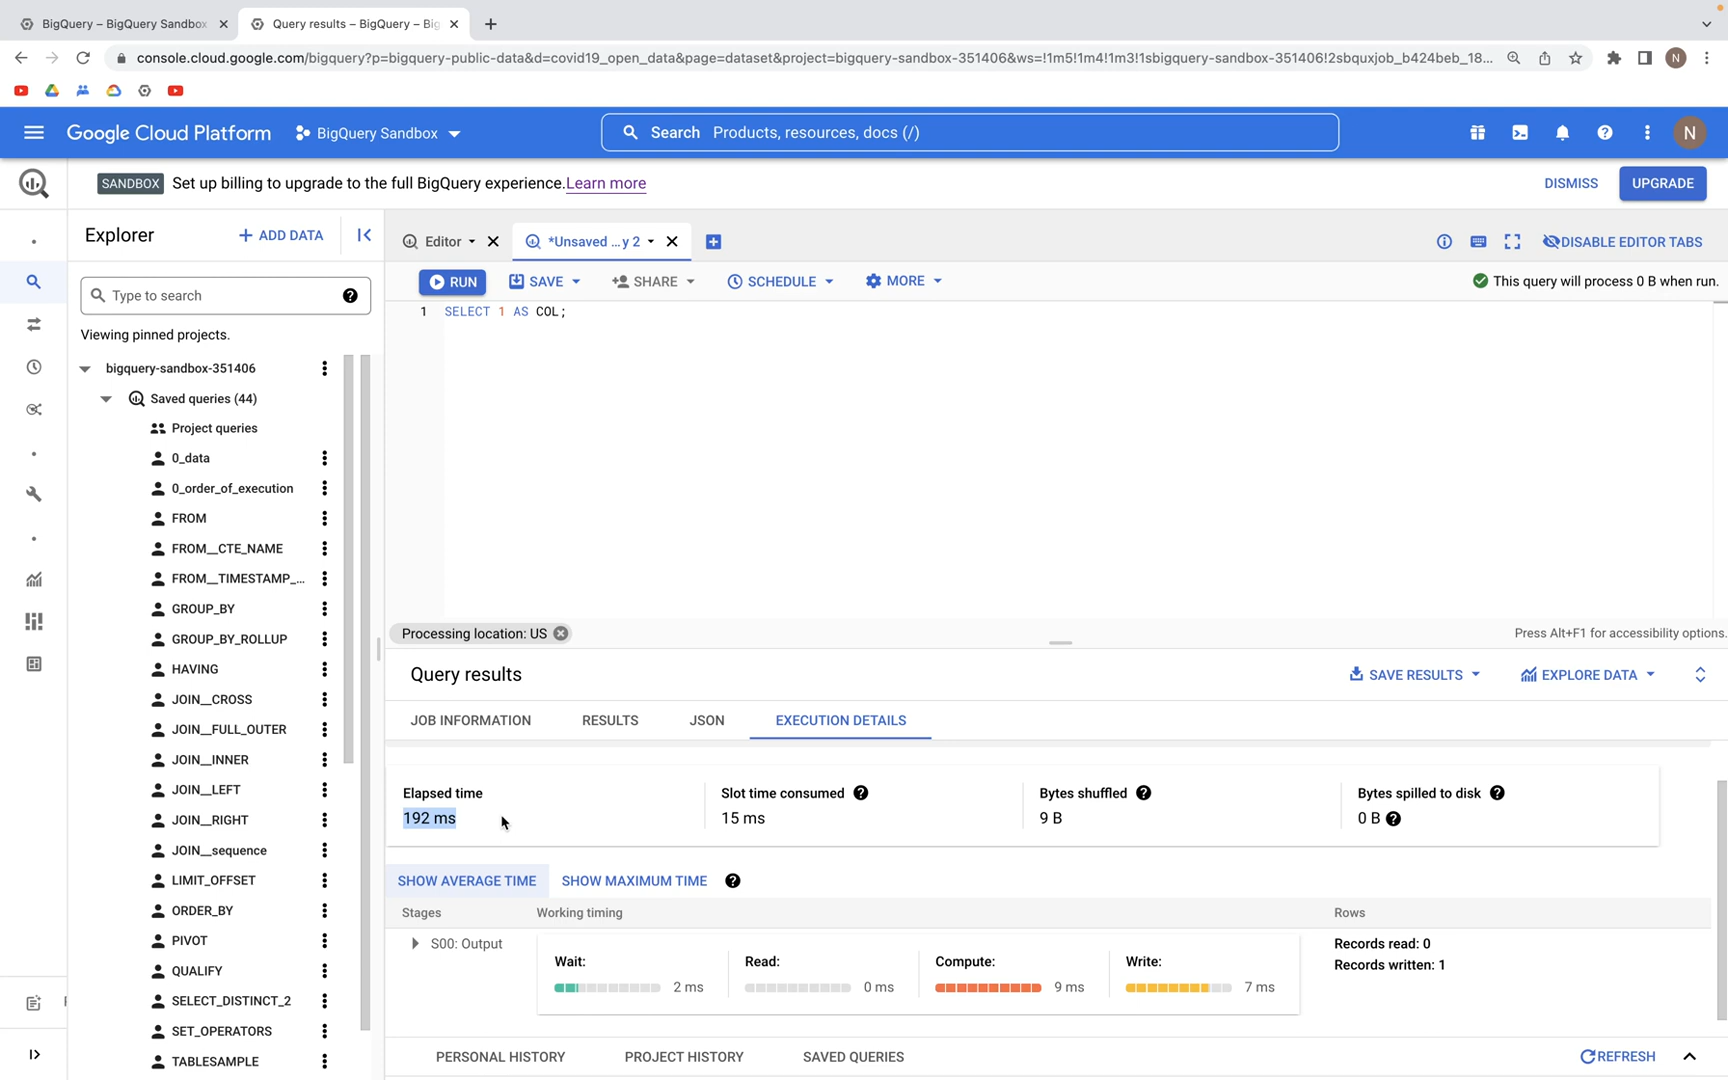 BigQuery – BigQuery Sandbox
Query results – BigQuery – Big
console.cloud.google.com/bigquery?p=bigquery-public-data&d=covid19_open_data&page=dataset&project=bigquery-sandbox-351406&ws=!1m5!1m4!1m3!1sbigquery-sandbox-351406!2sbquxjob_b424beb_18...
N
Google Cloud Platform
BigQuery Sandbox
Search Products, resources, docs (/)
N
SANDBOX Set up billing to upgrade to the full BigQuery experience. Learn more
DISMISS
UPGRADE
Explorer
+ ADD DATA
Editor
*Unsaved ...y 2
DISABLE EDITOR TABS
Type to search
RUN
SAVE
SHARE
SCHEDULE
MORE
This query will process 0 B when run.
1 SELECT 1 AS COL;
Viewing pinned projects.
bigquery-sandbox-351406
Saved queries (44)
Project queries
0_data
0_order_of_execution
FROM
FROM__CTE_NAME
FROM__TIMESTAMP_...
GROUP_BY
GROUP_BY_ROLLUP
HAVING
JOIN__CROSS
JOIN__FULL_OUTER
JOIN__INNER
JOIN__LEFT
JOIN__RIGHT
JOIN__sequence
LIMIT_OFFSET
ORDER_BY
PIVOT
QUALIFY
SELECT_DISTINCT_2
SET_OPERATORS
TABLESAMPLE
Processing location: US
Press Alt+F1 for accessibility options.
Query results
SAVE RESULTS
EXPLORE DATA
JOB INFORMATION
RESULTS
JSON
EXECUTION DETAILS
Elapsed time
192 ms
Slot time consumed
15 ms
Bytes shuffled
9 B
Bytes spilled to disk
0 B
SHOW AVERAGE TIME
SHOW MAXIMUM TIME
Stages
Working timing
Rows
S00: Output
Wait:
2 ms
Read:
0 ms
Compute:
9 ms
Write:
7 ms
Records read: 0
Records written: 1
PERSONAL HISTORY
PROJECT HISTORY
SAVED QUERIES
REFRESH